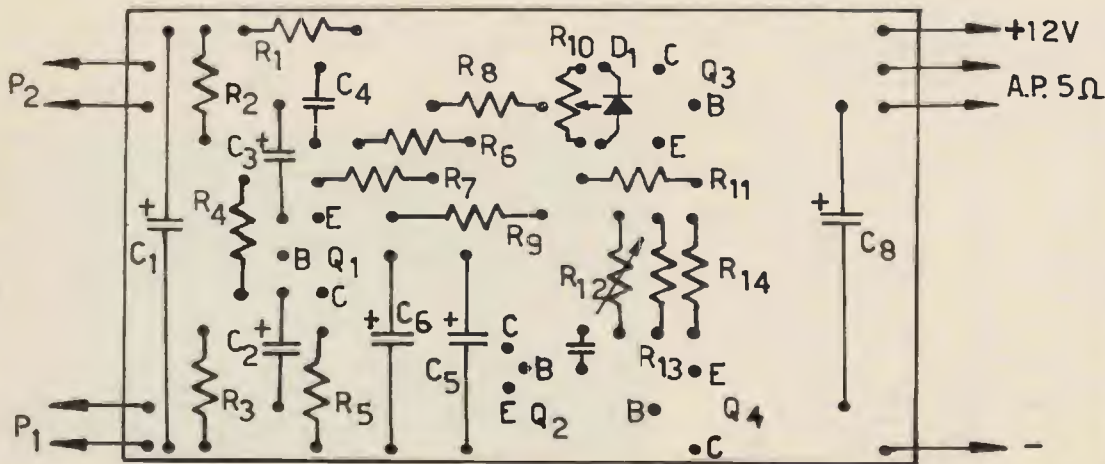 R1
R10 D1
C
Q3
+12V
P2
R2
C4
R8
B
A.P. 5Ω
C3
+
R6
E
R7
R11
R4
E
+
C1
R9
+
C8
B Q1
R12
R14
C
C2
+
+
C6
+
C5
C
R13
B
E
R3
R5
E Q2
B
Q4
P1
C
-